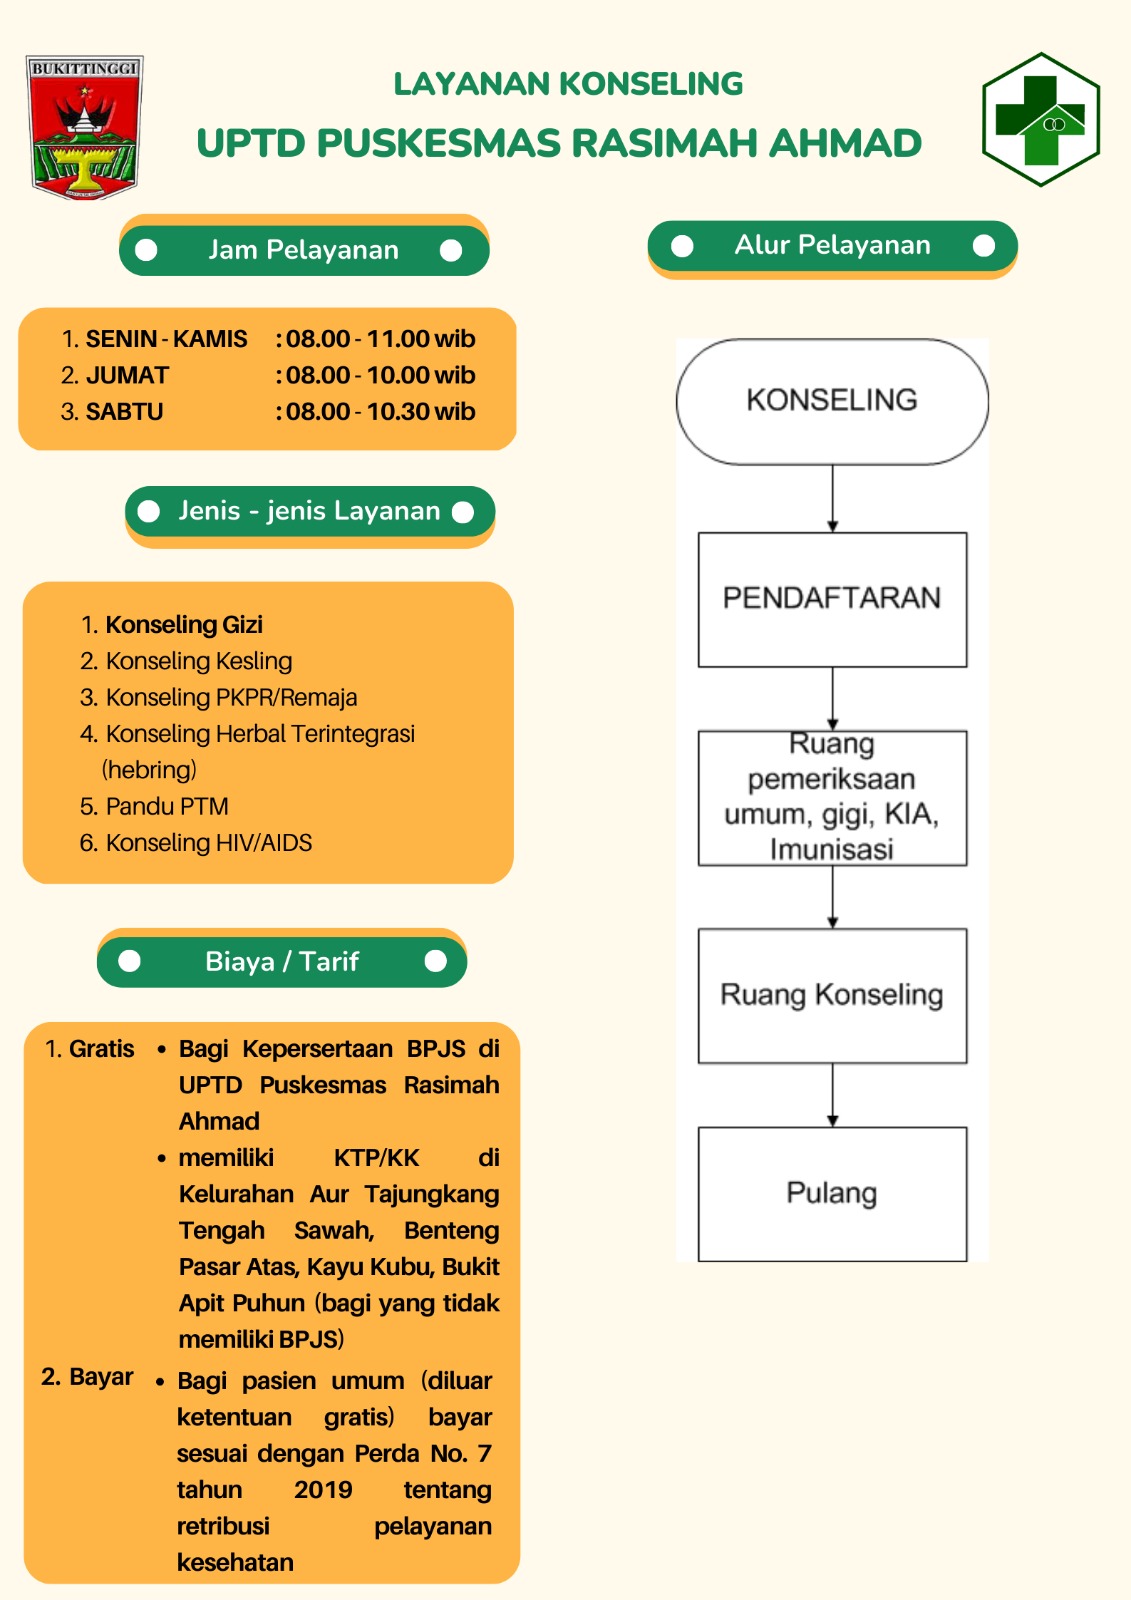 BUKITTINGGI
LAYANAN KONSELING
UPTD PUSKESMAS RASIMAH AHMAD
Jam Pelayanan
1. SENIN - KAMIS : 08.00 - 11.00 wib
2. JUMAT : 08.00 - 10.00 wib
3. SABTU : 08.00 - 10.30 wib
Jenis - jenis Layanan
1. Konseling Gizi
2. Konseling Kesling
3. Konseling PKPR/Remaja
4. Konseling Herbal Terintegrasi
(hebring)
5. Pandu PTM
6. Konseling HIV/AIDS
Biaya / Tarif
1. Gratis • Bagi Kepersertaan BPJS di
UPTD Puskesmas Rasimah
Ahmad
• memiliki KTP/KK di
Kelurahan Aur Tajungkang
Tengah Sawah, Benteng
Pasar Atas, Kayu Kubu, Bukit
Apit Puhun (bagi yang tidak
memiliki BPJS)
2. Bayar • Bagi pasien umum (diluar
ketentuan gratis) bayar
sesuai dengan Perda No. 7
tahun 2019 tentang
retribusi pelayanan
kesehatan
Alur Pelayanan
KONSELING
PENDAFTARAN
Ruang
pemeriksaan
umum, gigi, KIA,
Imunisasi
Ruang Konseling
Pulang